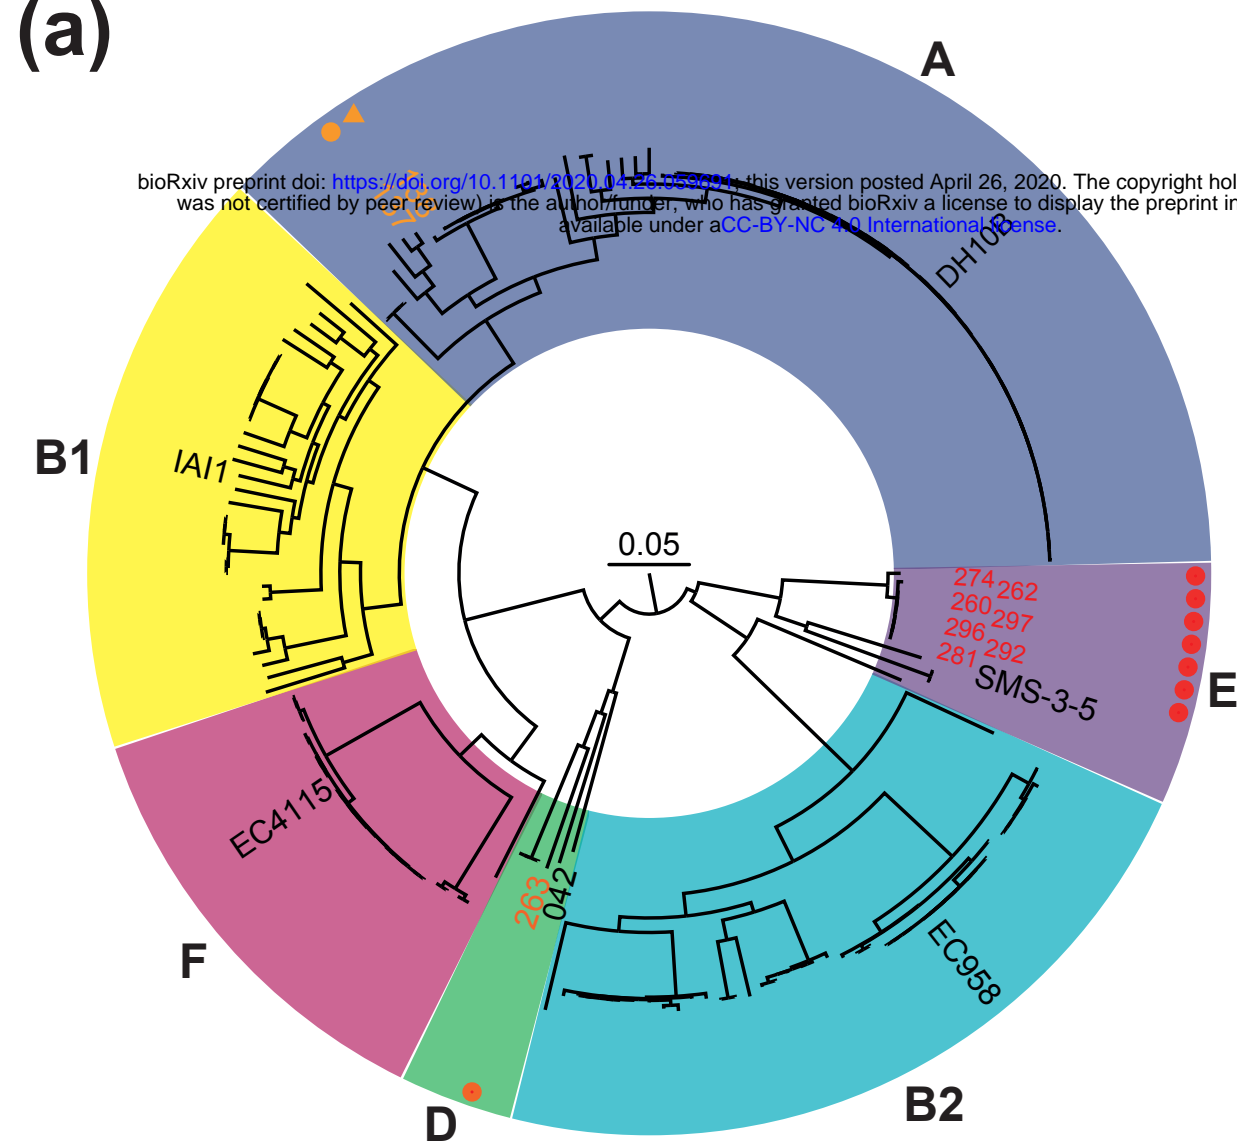 (a)
A
bioRxiv preprint doi: https://doi.org/10.1101/2020.04.26.059691; this version posted April 26, 2020. The copyright hol
was not certified by peer review) is the author/funder, who has granted bioRxiv a license to display the preprint in
available under aCC-BY-NC 4.0 International license.
DH10B
B1
IAI1
0.05
274 262
260 297
296 292
281
SMS-3-5
E
EC4115
263
042
EC958
F
D
B2